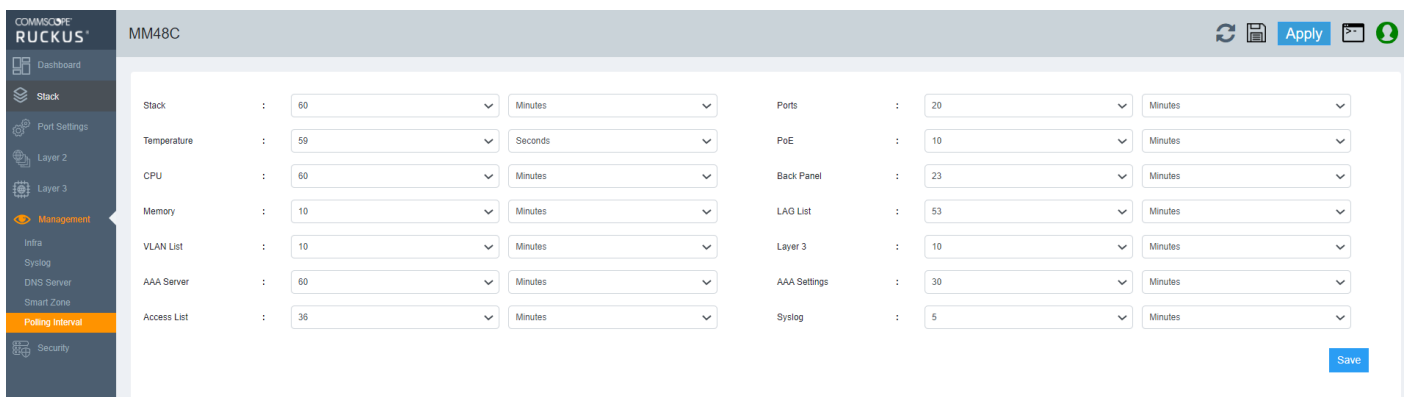 COMMSCOPE
RUCKUS
MM48C
Apply
Dashboard
Stack
Port Settings
Layer 2
Layer 3
Management
Infra
Syslog
DNS Server
Smart Zone
Polling Interval
Security
Stack : 60 Minutes Ports : 20 Minutes
Temperature : 59 Seconds PoE : 10 Minutes
CPU : 60 Minutes Back Panel : 23 Minutes
Memory : 10 Minutes LAG List : 53 Minutes
VLAN List : 10 Minutes Layer 3 : 10 Minutes
AAA Server : 60 Minutes AAA Settings : 30 Minutes
Access List : 36 Minutes Syslog : 5 Minutes
Save